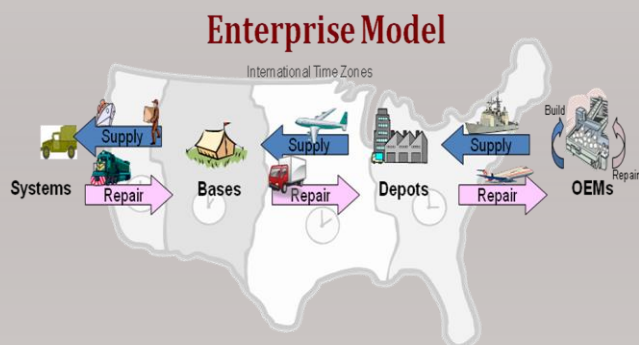 Enterprise Model
International Time Zones
Build
Supply
Supply
Supply
Repair
Systems
Bases
Depots
OEMs
Repair
Repair
Repair